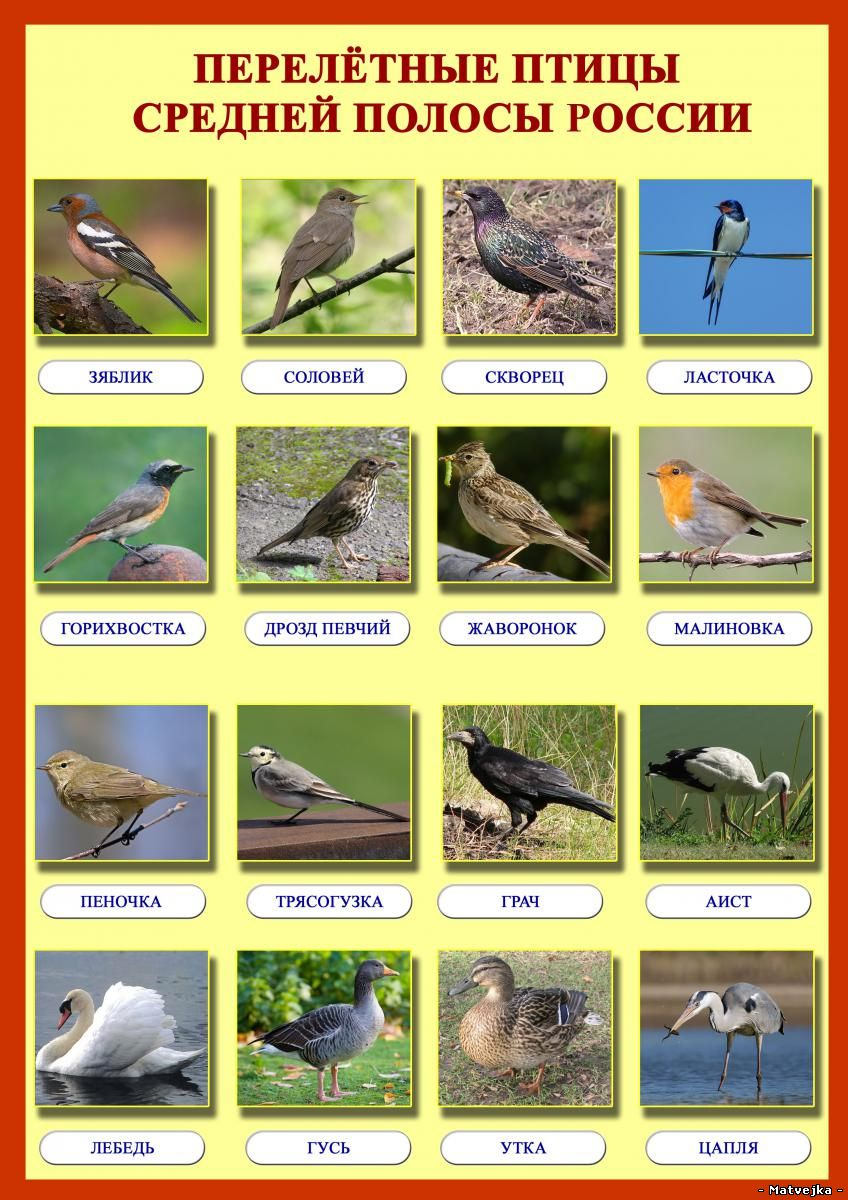 ПЕРЕЛЁТНЫЕ ПТИЦЫ
СРЕДНЕЙ ПОЛОСЫ РОССИИ
ЗЯБЛИК
СОЛОВЕЙ
СКВОРЕЦ
ЛАСТОЧКА
ГОРИХВОСТКА
ДРОЗД ПЕВЧИЙ
ЖАВОРОНОК
МАЛИНОВКА
ПЕНОЧКА
ТРЯСОГУЗКА
ГРАЧ
АИСТ
ЛЕБЕДЬ
ГУСЬ
УТКА
ЦАПЛЯ
- Matvejka -